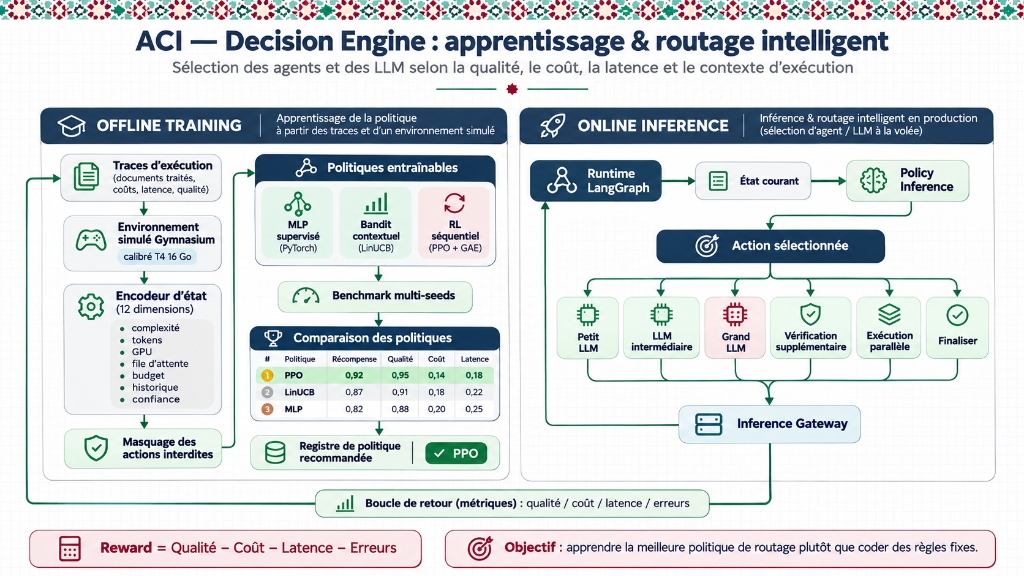 ACI — Decision Engine : apprentissage & routage intelligent
Sélection des agents et des LLM selon la qualité, le coût, la latence et le contexte d'exécution
OFFLINE TRAINING
Apprentissage de la politique
à partir des traces et d'un environnement simulé
Traces d'exécution
(documents traités,
coûts, latence, qualité)
Environnement
simulé Gymnasium
calibré T4 16 Go
Encodeur d'état
(12 dimensions)
• complexité
• tokens
• GPU
• file d'attente
• budget
• historique
• confiance
Masquage des
actions interdites
Politiques entraînables
MLP
supervisé
(PyTorch)
Bandit
contextuel
(LinUCB)
RL
séquentiel
(PPO + GAE)
Benchmark multi-seeds
Comparaison des politiques
# Politique Récompense Qualité Coût Latence
1 PPO 0,92 0,95 0,14 0,18
2 LinUCB 0,87 0,91 0,18 0,22
3 MLP 0,82 0,88 0,20 0,25
Registre de politique
recommandée
✓ PPO
ONLINE INFERENCE
Inférence & routage intelligent en production
(sélection d'agent / LLM à la volée)
Runtime
LangGraph
État courant
Policy
Inference
Action sélectionnée
Petit
LLM
LLM
intermédiaire
Grand
LLM
Vérification
supplémentaire
Exécution
parallèle
Finaliser
Inference Gateway
Boucle de retour (métriques) : qualité / coût / latence / erreurs
Reward = Qualité – Coût – Latence – Erreurs
Objectif : apprendre la meilleure politique de routage plutôt que coder des règles fixes.